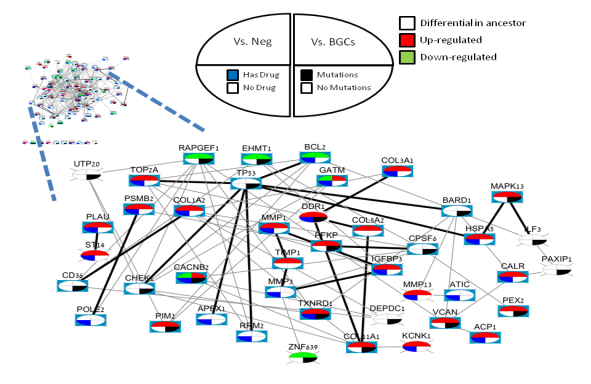 Vs. Neg
Vs. BGCs
Has Drug
No Drug
Mutations
No Mutations
Differential in ancestor
Up-regulated
Down-regulated
RAPGEF1
EHMT1
BCL2
UTP20
TOP2A
TP53
GATM
COL3A1
MAPK13
PSMB2
COL1A2
DDR1
BARD1
PLAU
MMP1
COL5A2
ILF3
ST14
PFKP
CPSF6
HSPA5
PAXIP1
CD36
CHEK1
CACNB2
TIMP1
IGFBP3
CALR
POLE2
PIM2
APEX1
RRM2
MMP3
TXNRD1
DEPDC1
MMP13
ATIC
PEX2
VCAN
ACP1
ZNF639
COL11A1
KCNK1